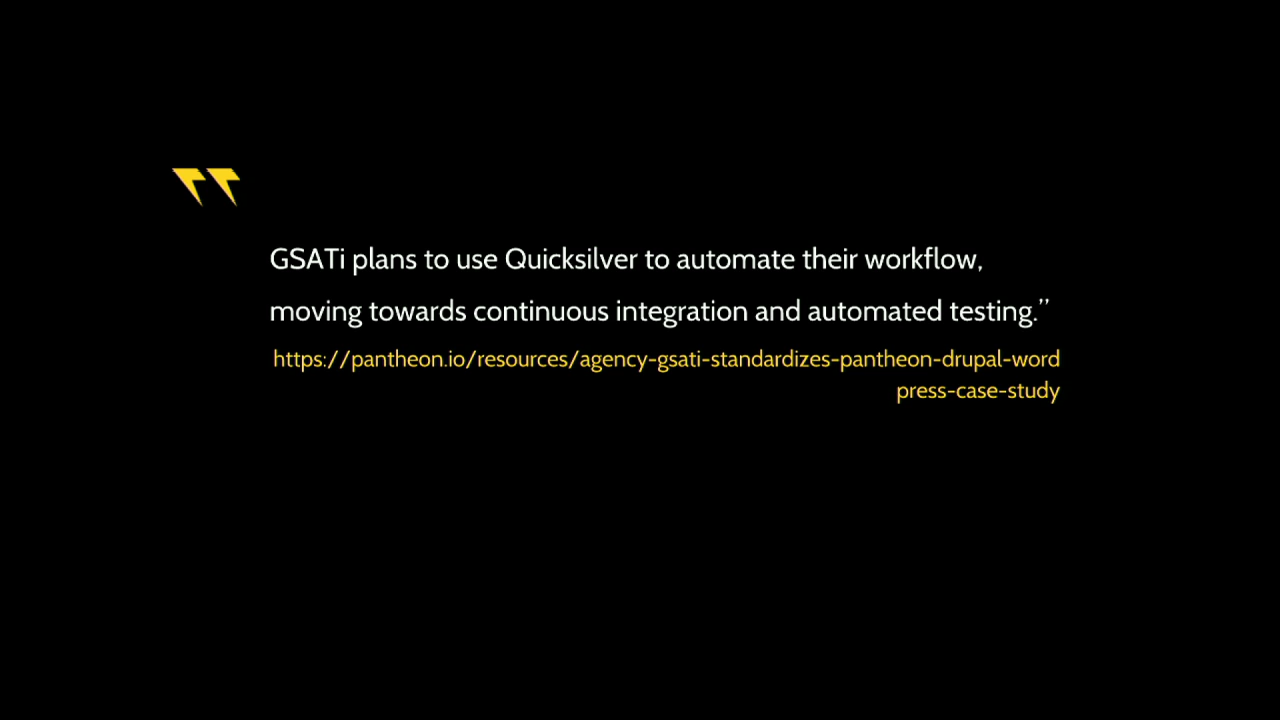 GSATi plans to use Quicksilver to automate their workflow,
moving towards continuous integration and automated testing.”
https://pantheon.io/resources/agency-gsati-standardizes-pantheon-drupal-word
press-case-study